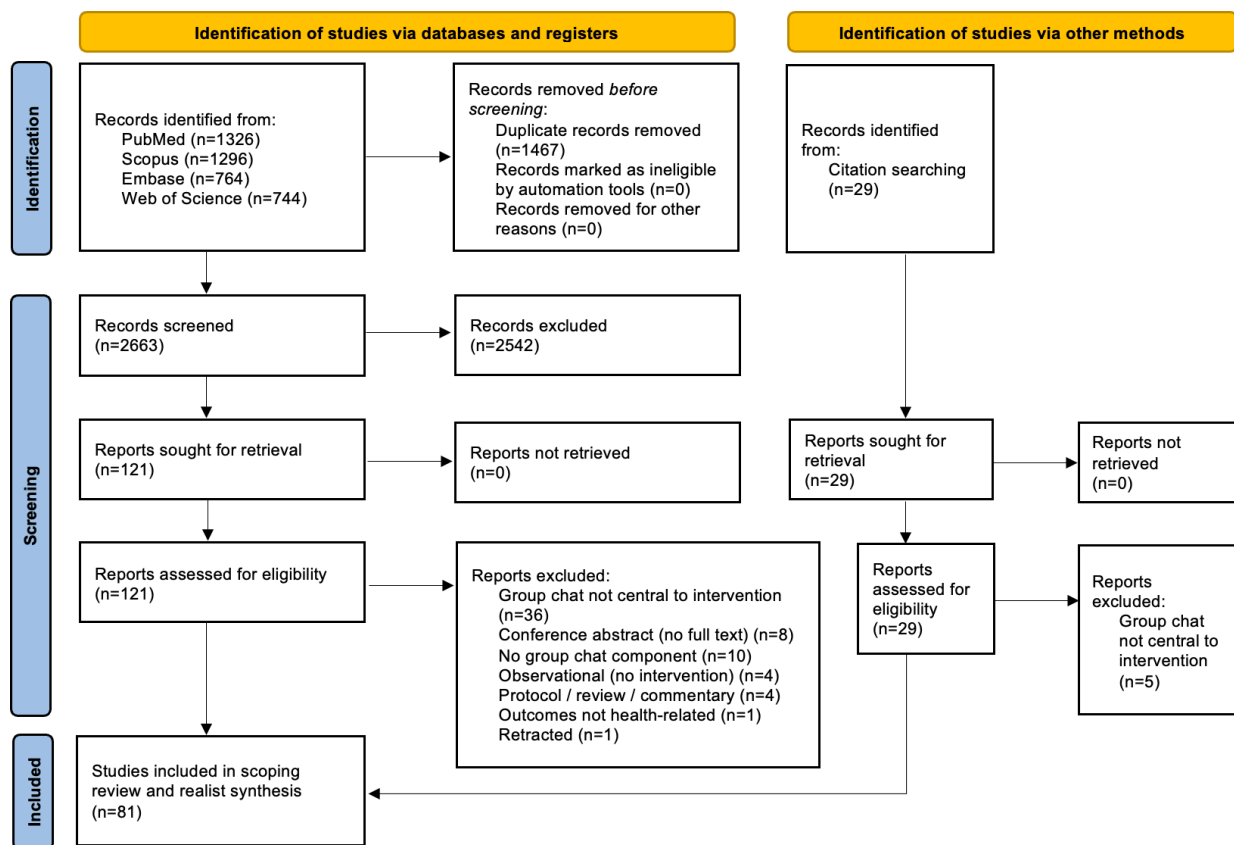 Identification of studies via databases and registers
Identification of studies via other methods
Identification
Records identified from:
PubMed (n=1326)
Scopus (n=1296)
Embase (n=764)
Web of Science (n=744)
Records removed before
screening:
Duplicate records removed
(n=1467)
Records marked as ineligible
by automation tools (n=0)
Records removed for other
reasons (n=0)
Records identified
from:
Citation searching
(n=29)
Screening
Records screened
(n=2663)
Records excluded
(n=2542)
Reports sought for retrieval
(n=121)
Reports not retrieved
(n=0)
Reports sought for
retrieval
(n=29)
Reports not
retrieved
(n=0)
Reports assessed for eligibility
(n=121)
Reports excluded:
Group chat not central to intervention
(n=36)
Conference abstract (no full text) (n=8)
No group chat component (n=10)
Observational (no intervention) (n=4)
Protocol / review / commentary (n=4)
Outcomes not health-related (n=1)
Retracted (n=1)
Reports
assessed for
eligibility
(n=29)
Reports
excluded:
Group chat
not central to
intervention
(n=5)
Included
Studies included in scoping
review and realist synthesis
(n=81)